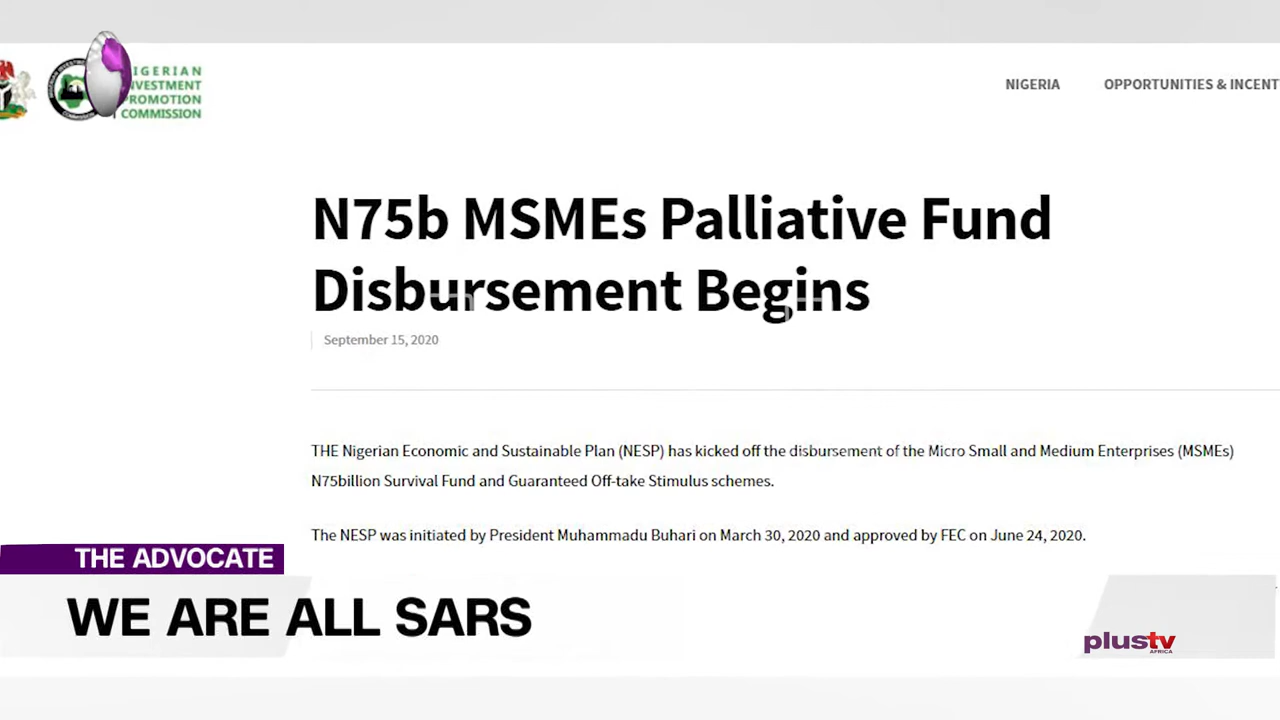 IGERIAN
NVESTMENT
PROMOTION
COMMISSION
NIGERIA
OPPORTUNITIES & INCENT
N75b MSMEs Palliative Fund
Disbursement Begins
September 15, 2020
THE Nigerian Economic and Sustainable Plan (NESP) has kicked off the disbursement of the Micro Small and Medium Enterprises (MSMEs)
N75billion Survival Fund and Guaranteed Off-take Stimulus schemes.
The NESP was initiated by President Muhammadu Buhari on March 30, 2020 and approved by FEC on June 24, 2020.
THE ADVOCATE
WE ARE ALL SARS
plustv
AFRICA